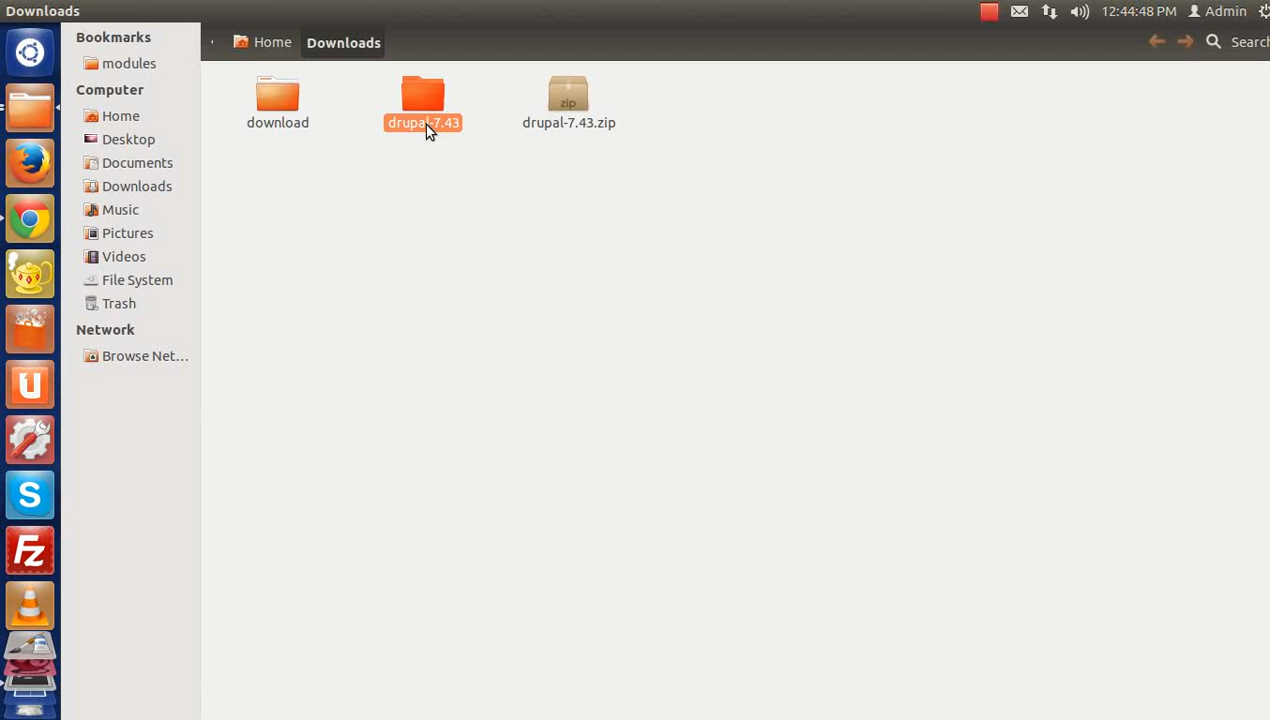 Downloads
12:44:48 PM
Admin
Bookmarks
modules
Computer
Home
Desktop
Documents
Downloads
Music
Pictures
Videos
File System
Trash
Network
Browse Net...
Home
Downloads
Search
download
drupal-7.43
zip
drupal-7.43.zip